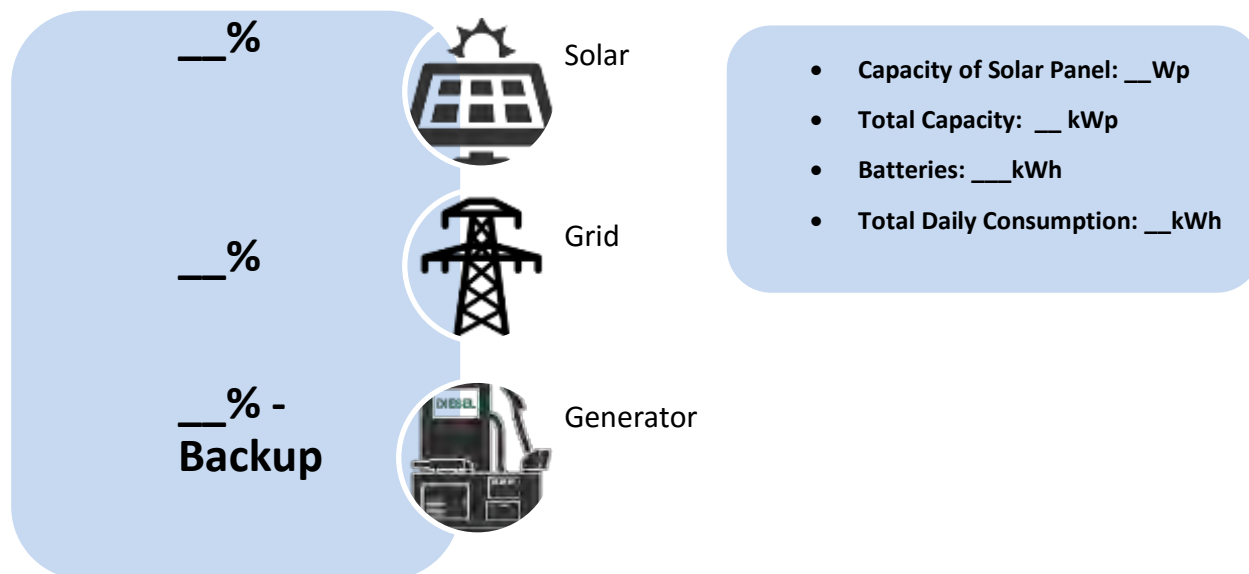 __%
Solar
__%
Grid
__% -
Backup
DIESEL
Generator
• Capacity of Solar Panel: __Wp
• Total Capacity: __ kWp
• Batteries: ___kWh
• Total Daily Consumption: __kWh